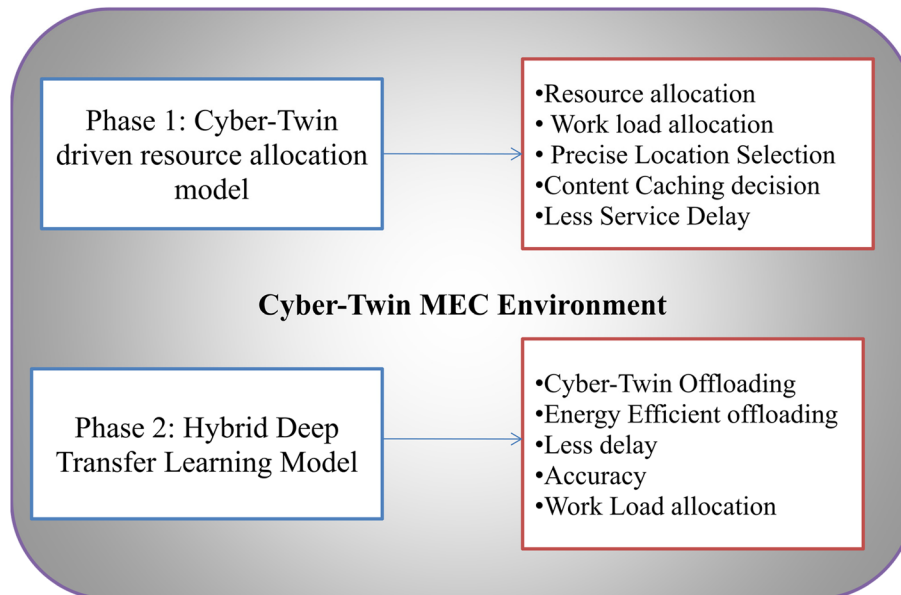 Phase 1: Cyber-Twin
driven resource allocation
model
•Resource allocation
• Work load allocation
• Precise Location Selection
•Content Caching decision
•Less Service Delay
Cyber-Twin MEC Environment
Phase 2: Hybrid Deep
Transfer Learning Model
•Cyber-Twin Offloading
•Energy Efficient offloading
•Less delay
•Accuracy
•Work Load allocation